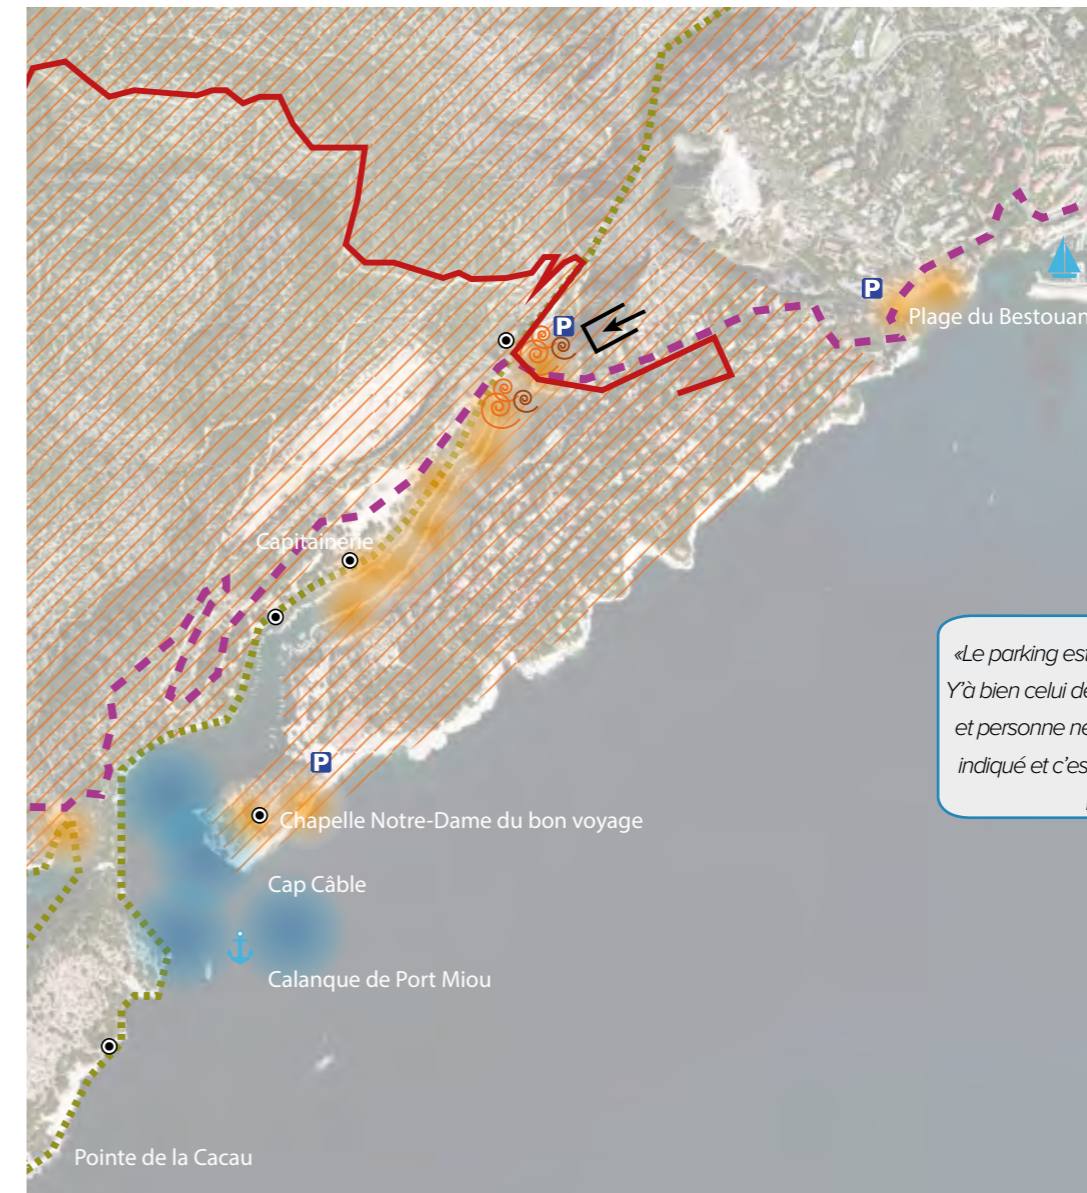 P
P
Plage du Bestouan
Capitainerie
«Le parking est
Y'à bien celui de
et personne ne
indiqué et c'es
P
Chapelle Notre-Dame du bon voyage
Cap Câble
Calanque de Port Miou
Pointe de la Cacau